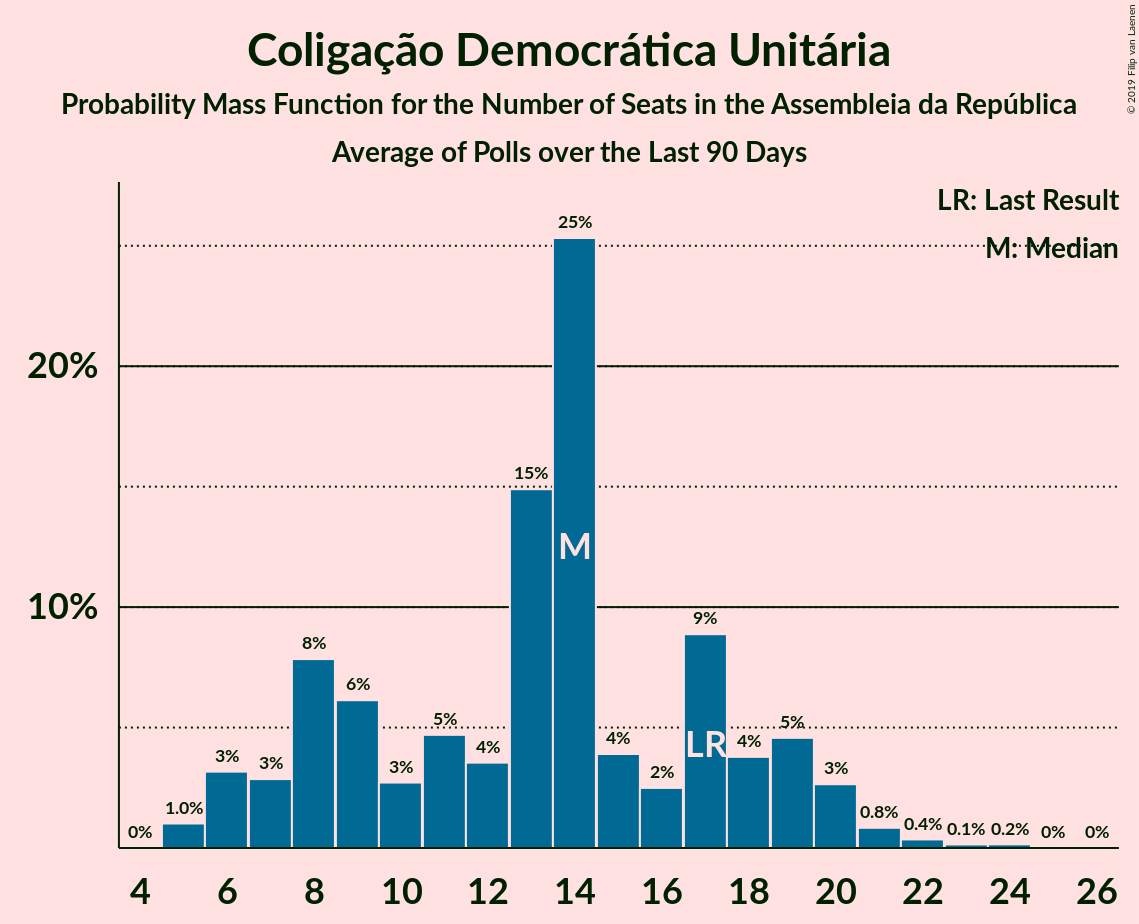 Coligação Democrática Unitária
Probability Mass Function for the Number of Seats in the Assembleia da República
Average of Polls over the Last 90 Days
© 2019 Filip van Laenen
LR: Last Result
M: Median
20%
10%
0%
1.0%
3%
3%
8%
6%
3%
5%
4%
15%
25%
4%
2%
9%
4%
5%
3%
0.8%
0.4%
0.1%
0.2%
0%
0%
M
LR
4 6 8 10 12 14 16 18 20 22 24 26